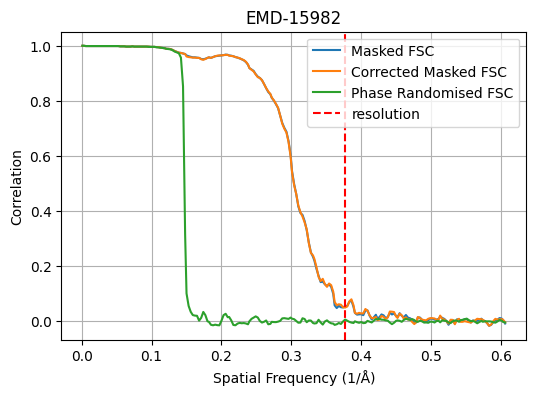 EMD-15982
Masked FSC
Corrected Masked FSC
Phase Randomised FSC
resolution
Correlation
1.0
0.8
0.6
0.4
0.2
0.0
0.0 0.1 0.2 0.3 0.4 0.5 0.6
Spatial Frequency (1/Å)